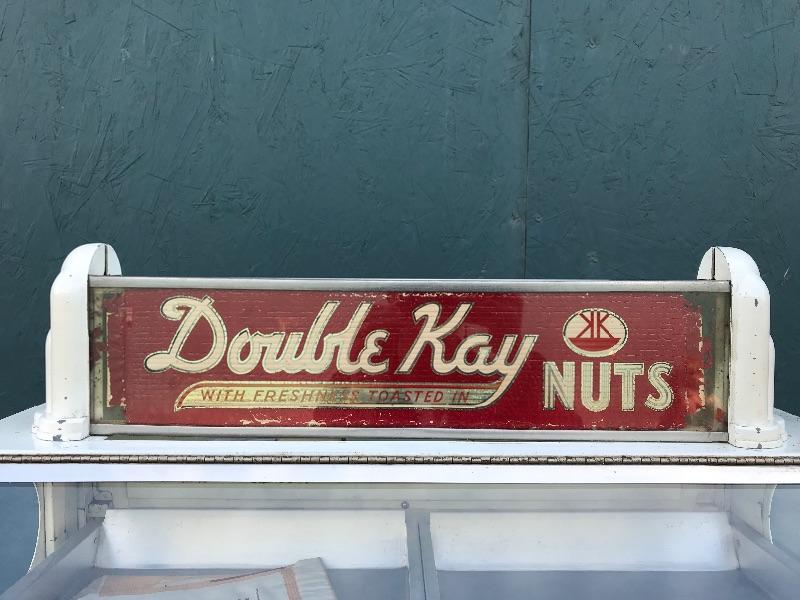 Double Kay
WITH FRESHNESS TOASTED IN
KK
NUTS